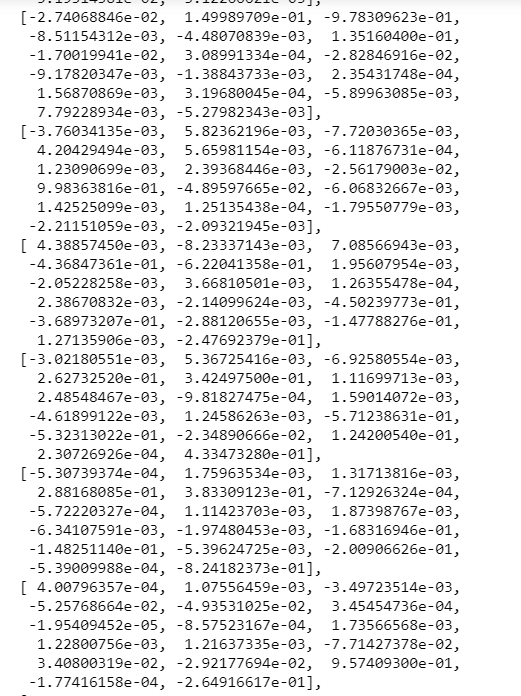 [-2.74068846e-02,  1.49989709e-01, -9.78309623e-01,
-8.51154312e-03, -4.48070839e-03,  1.35160400e-01,
-1.70019941e-02,  3.08991334e-04, -2.82846916e-02,
-9.17820347e-03, -1.38843733e-03,  2.35431748e-04,
1.56870869e-03,  3.19680045e-04, -5.89963085e-03,
7.79228934e-03, -5.27982343e-03],
[-3.76034135e-03,  5.82362196e-03, -7.72030365e-03,
4.20429494e-03,  5.65981154e-03, -6.11876731e-04,
1.23090699e-03,  2.39368446e-03, -2.56179003e-02,
9.98363816e-01, -4.89597665e-02, -6.06832667e-03,
1.42525099e-03,  1.25135438e-04, -1.79550779e-03,
-2.21151059e-03, -2.09321945e-03],
[ 4.38857450e-03, -8.23337143e-03,  7.08566943e-03,
-4.36847361e-01, -6.22041358e-01,  1.95607954e-03,
-2.05228258e-03,  3.66810501e-03,  1.26355478e-04,
2.38670832e-03, -2.14099624e-03, -4.50239773e-01,
-3.68973207e-01, -2.88120655e-03, -1.47788276e-01,
1.27135906e-03, -2.47692379e-01],
[-3.02180551e-03,  5.36725416e-03, -6.92580554e-03,
2.62732520e-01,  3.42497500e-01,  1.11699713e-03,
2.48548467e-03, -9.81827475e-04,  1.59014072e-03,
-4.61899122e-03,  1.24586263e-03, -5.71238631e-01,
-5.32313022e-01, -2.34890666e-02,  1.24200540e-01,
2.30726926e-04,  4.33473280e-01],
[-5.30739374e-04,  1.75963534e-03,  1.31713816e-03,
2.88168085e-01,  3.83309123e-01, -7.12926324e-04,
-5.72220327e-04,  1.11423703e-03,  1.87398767e-03,
-6.34107591e-03, -1.97480453e-03, -1.68316946e-01,
-1.48251140e-01, -5.39624725e-03, -2.00906626e-01,
-5.39009988e-04, -8.24182373e-01],
[ 4.00796357e-04,  1.07556459e-03, -3.49723514e-03,
-5.25768664e-02, -4.93531025e-02,  3.45454736e-04,
-1.95409452e-05, -8.57523167e-04,  1.73566568e-03,
1.22800756e-03,  1.21637335e-03, -7.71427378e-02,
3.40800319e-02, -2.92177694e-02,  9.57409300e-01,
-1.77416158e-04, -2.64916617e-01],